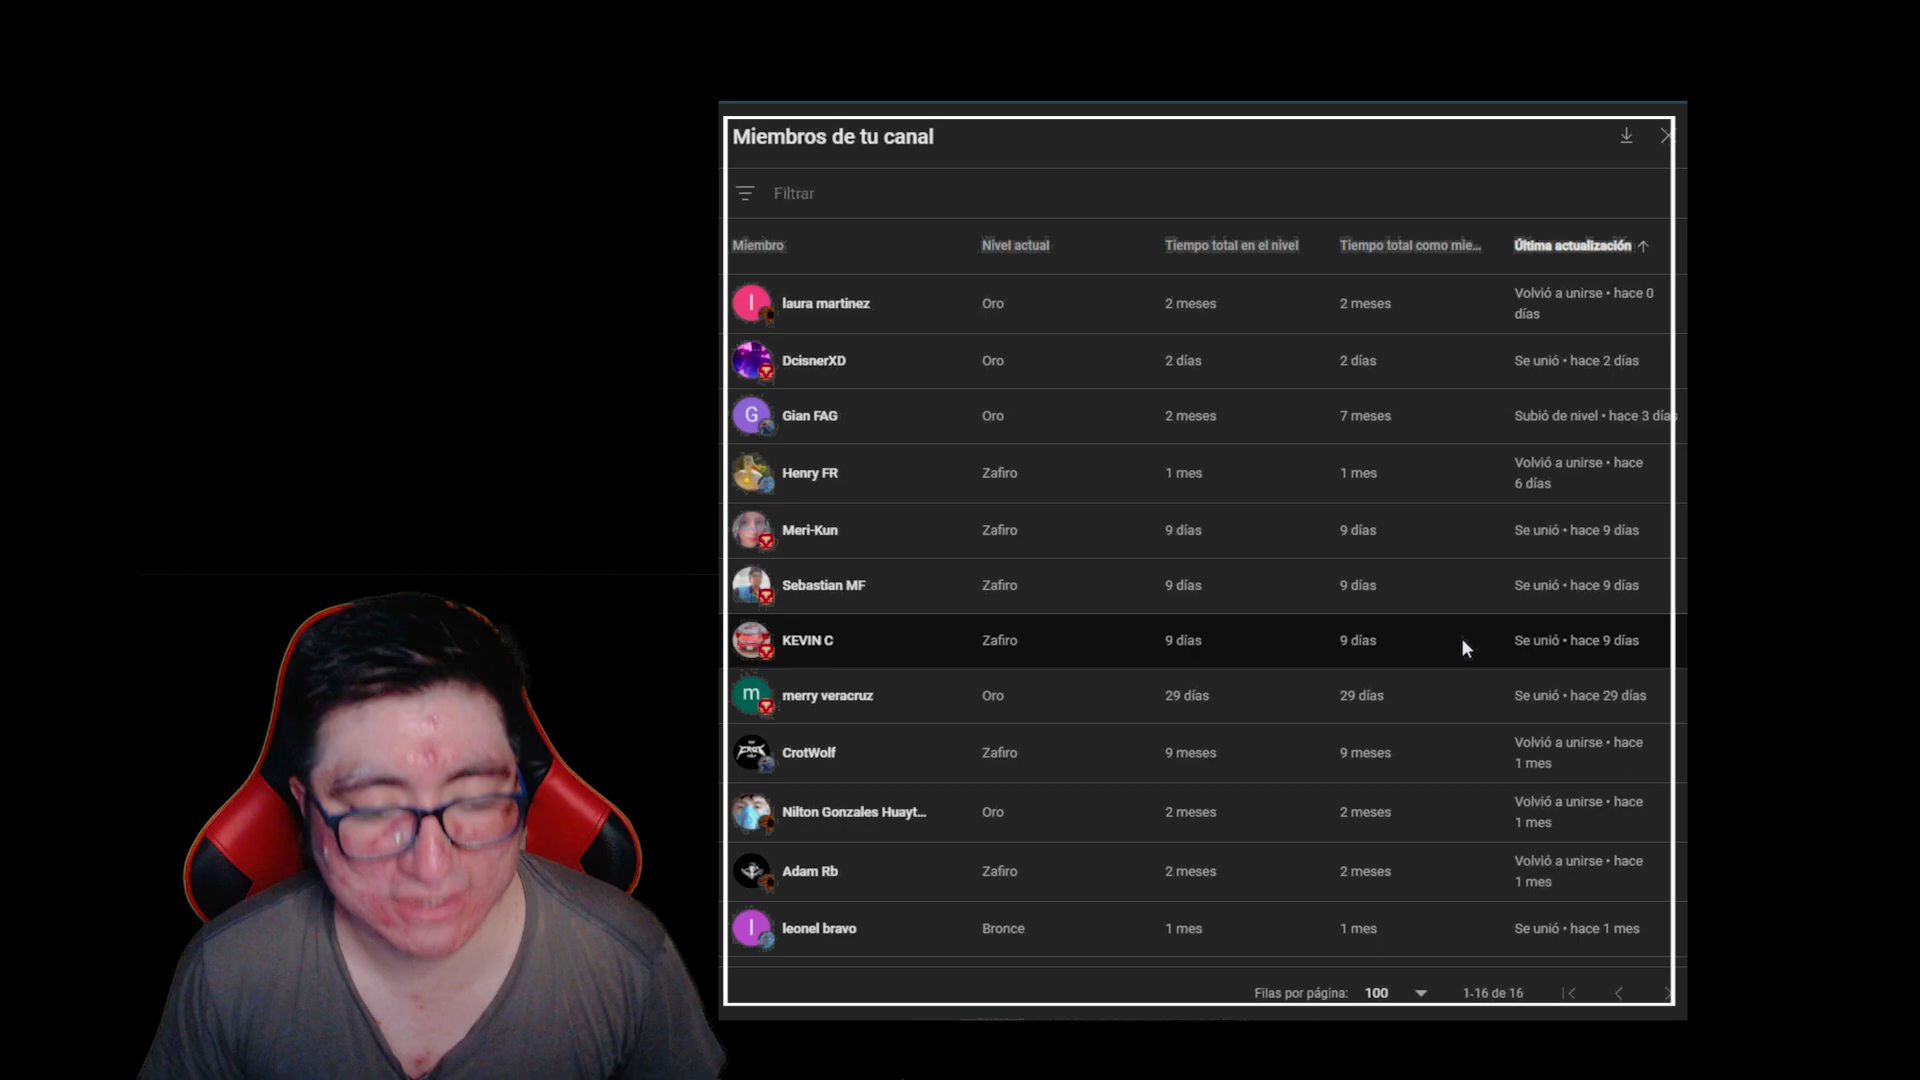 Miembros de tu canal
Filtrar
Miembro Nivel actual Tiempo total en el nivel Tiempo total como mie... Última actualización
l laura martinez Oro 2 meses 2 meses Volvió a unirse • hace 0
días
DcisnerXD Oro 2 días 2 días Se unió • hace 2 días
G Gian FAG Oro 2 meses 7 meses Subió de nivel • hace 3 días
Henry FR Zafiro 1 mes 1 mes Volvió a unirse • hace
6 días
Meri-Kun Zafiro 9 días 9 días Se unió • hace 9 días
Sebastian MF Zafiro 9 días 9 días Se unió • hace 9 días
KEVIN C Zafiro 9 días 9 días Se unió • hace 9 días
m merry veracruz Oro 29 días 29 días Se unió • hace 29 días
CrotWolf Zafiro 9 meses 9 meses Volvió a unirse • hace
1 mes
Nilton Gonzales Huayt... Oro 2 meses 2 meses Volvió a unirse • hace
1 mes
Adam Rb Zafiro 2 meses 2 meses Volvió a unirse • hace
1 mes
l leonel bravo Bronce 1 mes 1 mes Se unió • hace 1 mes
Filas por página: 100 1-16 de 16